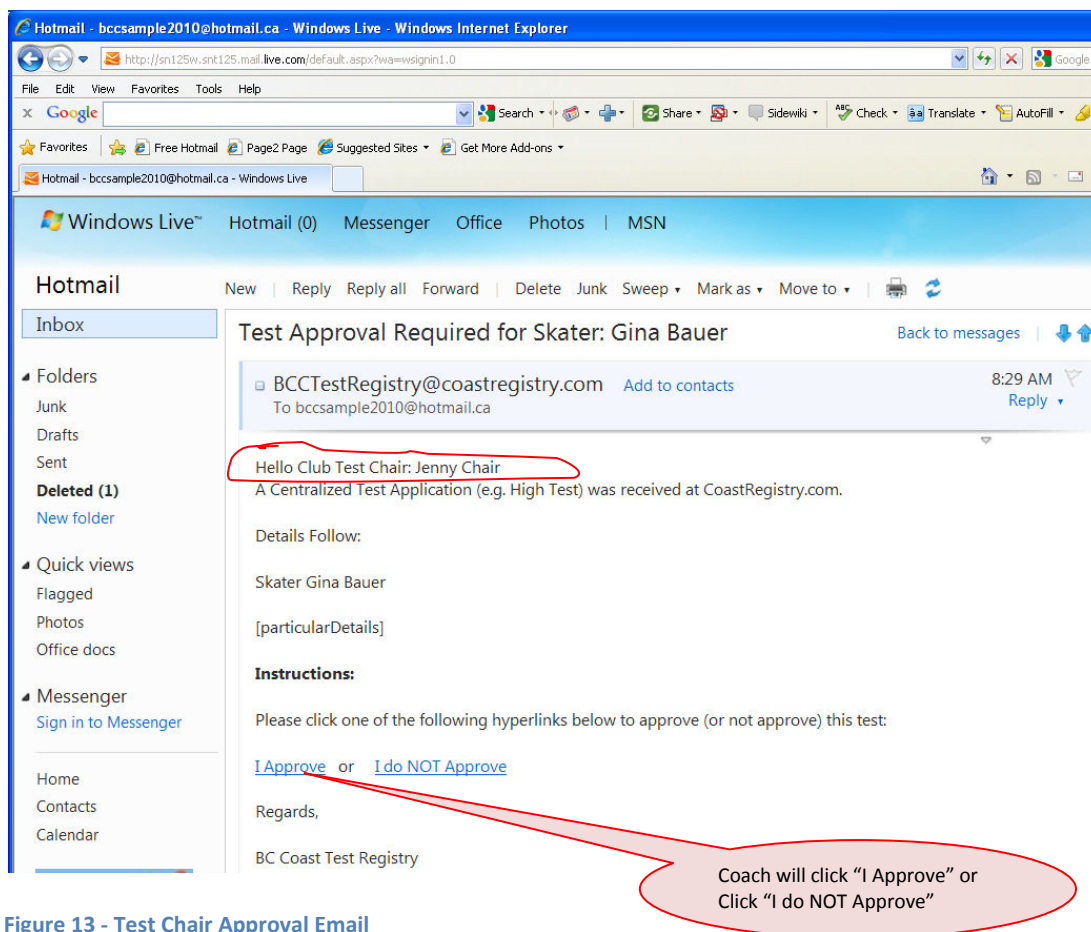 Hotmail - bccsample2010@hotmail.ca - Windows Live - Windows Internet Explorer
http://sn125w.snt125.mail.live.com/default.aspx?wa=wsignin1.0
Google
File Edit View Favorites Tools Help
x Google Search Share Sidewiki Check Translate AutoFill
Favorites Free Hotmail Page2 Page Suggested Sites Get More Add-ons
Hotmail - bccsample2010@hotmail.ca - Windows Live
Windows Live™ Hotmail (0) Messenger Office Photos | MSN
Hotmail
New | Reply Reply all Forward | Delete Junk Sweep Mark as Move to |
Inbox
Folders
Junk
Drafts
Sent
Deleted (1)
New folder
Quick views
Flagged
Photos
Office docs
Messenger
Sign in to Messenger
Home
Contacts
Calendar
Test Approval Required for Skater: Gina Bauer
Back to messages |
BCCTestRegistry@coastregistry.com Add to contacts
8:29 AM
To bccsample2010@hotmail.ca
Reply
Hello Club Test Chair: Jenny Chair
A Centralized Test Application (e.g. High Test) was received at CoastRegistry.com.
Details Follow:
Skater Gina Bauer
[particularDetails]
Instructions:
Please click one of the following hyperlinks below to approve (or not approve) this test:
I Approve or I do NOT Approve
Regards,
BC Coast Test Registry
Coach will click “I Approve” or
Click “I do NOT Approve”
Figure 13 - Test Chair Approval Email